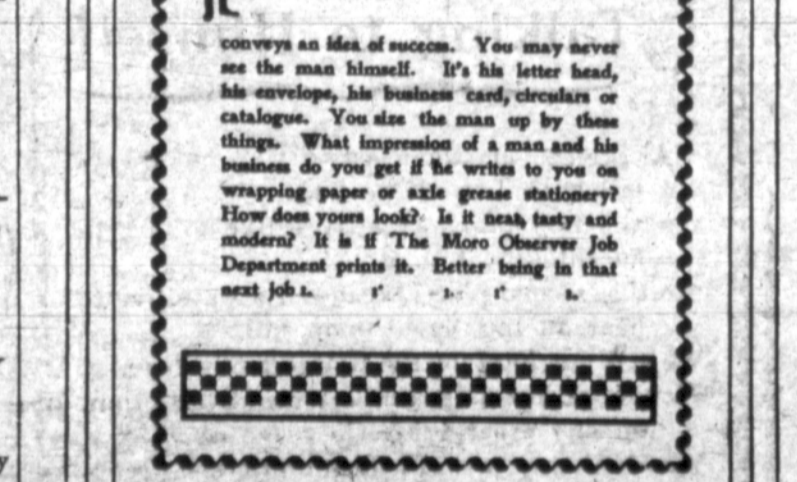 conveys an idea of success. You may never
see the man himself. It's his letter head,
his envelope, his business card, circulars or
catalogue. You size the man up by these
things. What impression of a man and his
business do you get if he writes to you on
wrapping paper or axle grease stationery?
How does yours look? Is it neat, tasty and
modern? It is if The Moro Observer Job
Department prints it. Better being in that
next job